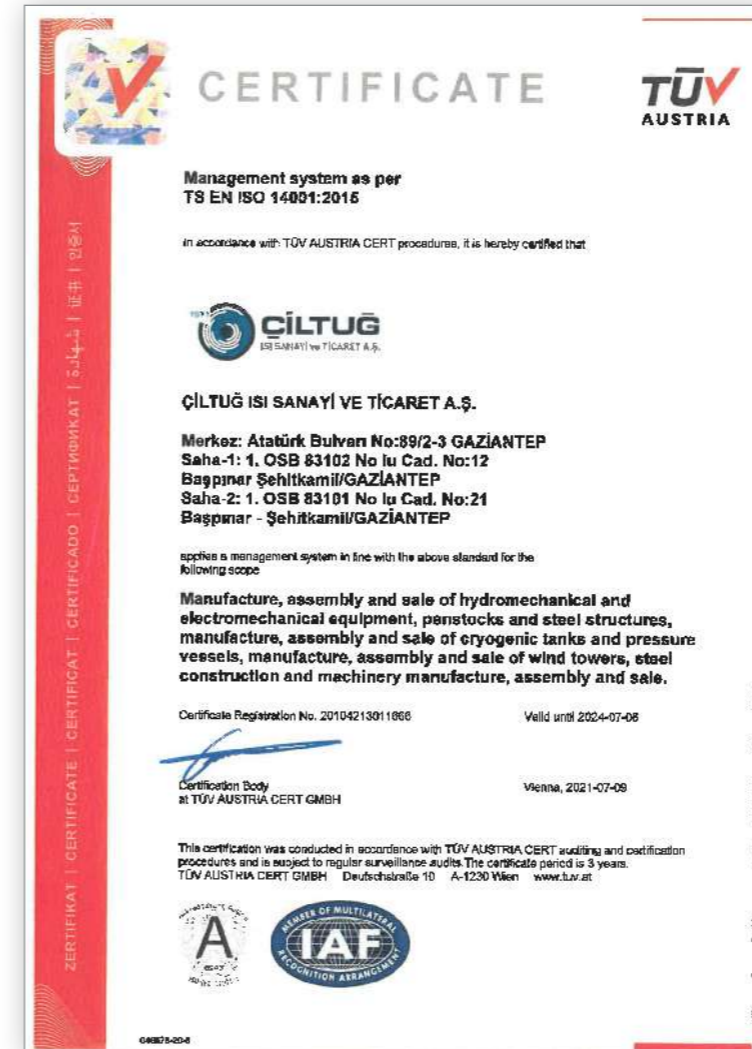 CERTIFICATE
TÜV
AUSTRIA
Management system as per
TS EN ISO 14001:2015
In accordance with TÜV AUSTRIA CERT procedures, it is hereby certified that
ÇİLTUĞ
ISI SANAYİ ve TİCARET A.Ş.
ÇİLTUĞ ISI SANAYİ VE TİCARET A.Ş.
Merkez: Atatürk Bulvarı No:89/2-3 GAZİANTEP
Saha-1: 1. OSB 83102 No lu Cad. No:12
Başpınar Şehitkamil/GAZİANTEP
Saha-2: 1. OSB 83101 No lu Cad. No:21
Başpınar - Şehitkamil/GAZİANTEP
applies a management system in line with the above standard for the
following scope
Manufacture, assembly and sale of hydromechanical and
electromechanical equipment, penstocks and steel structures,
manufacture, assembly and sale of cryogenic tanks and pressure
vessels, manufacture, assembly and sale of wind towers, steel
construction and machinery manufacture, assembly and sale.
Certificate Registration No. 20104213011666
Valid until 2024-07-08
Certification Body
at TÜV AUSTRIA CERT GMBH
Vienna, 2021-07-09
This certification was conducted in accordance with TÜV AUSTRIA CERT auditing and certification
procedures and is subject to regular surveillance audits. The certificate period is 3 years.
TÜV AUSTRIA CERT GMBH Deutschstraße 10 A-1230 Wien www.tuv.at
A
MEMBER OF MULTILATERAL
IAF
RECOGNITION ARRANGEMENT
ZERTIFIKAT | CERTIFICATE | CERTIFICAT | CERTIFICADO | СЕРТИФИКАТ | شهادة | 证书 | 인증서